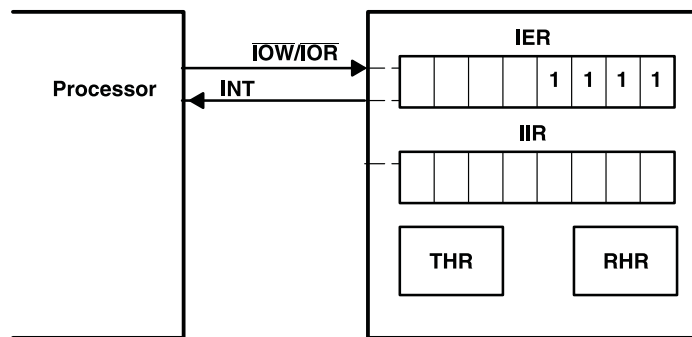 IOW/IOR
IER
Processor
INT
1 1 1 1
IIR
THR
RHR